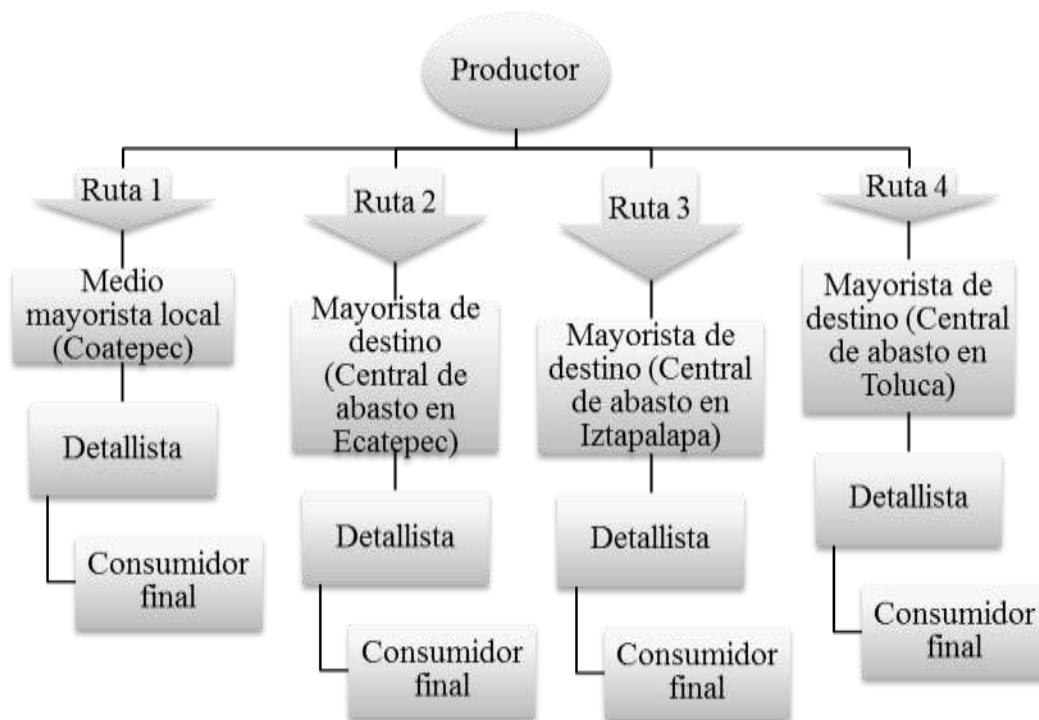 Productor
Ruta 1
Medio
mayorista local
(Coatepec)
Detallista
Consumidor
final
Ruta 2
Mayorista de
destino
(Central de
abasto en
Ecatepec)
Detallista
Consumidor
final
Ruta 3
Mayorista de
destino (Central
de abasto en
Iztapalapa)
Detallista
Consumidor
final
Ruta 4
Mayorista de
destino (Central
de abasto en
Toluca)
Detallista
Consumidor
final